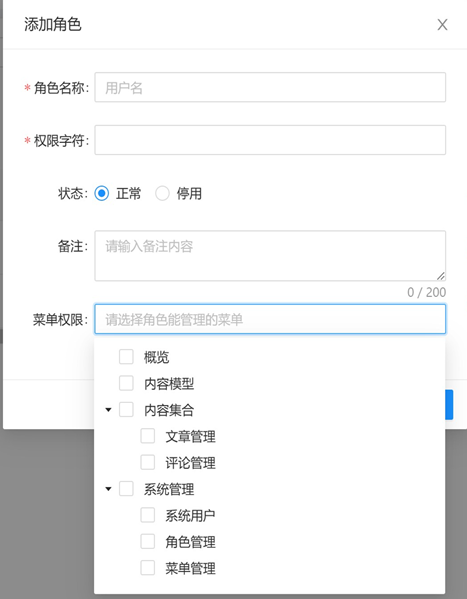 添加角色
* 角色名称: 用户名
* 权限字符:
状态: 正常 停用
备注: 请输入备注内容
0 / 200
菜单权限: 请选择角色能管理的菜单
概览
内容模型
内容集合
文章管理
评论管理
系统管理
系统用户
角色管理
菜单管理